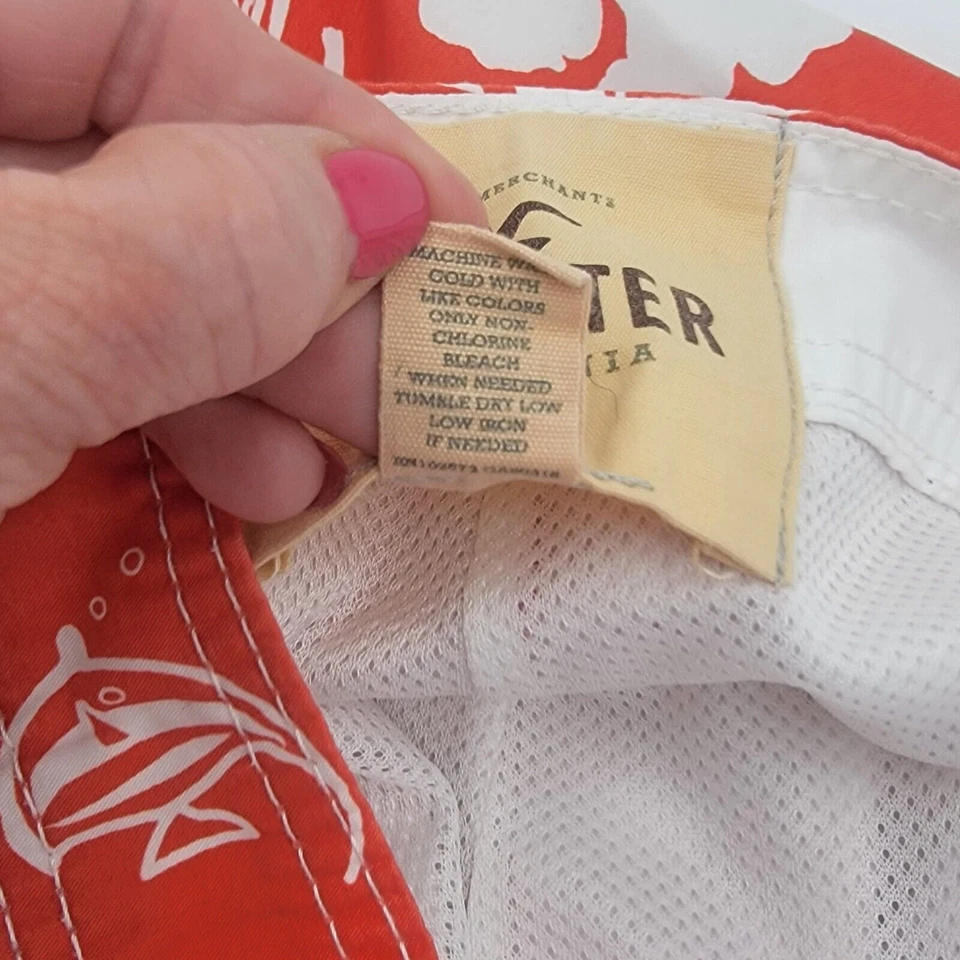 MERCHANTS
TER
NIA
MACHINE WA
COLD WITH
LIKE COLORS
ONLY NON-
CHLORINE
BLEACH
WHEN NEEDED
TUMBLE DRY LOW
LOW IRON
IF NEEDED